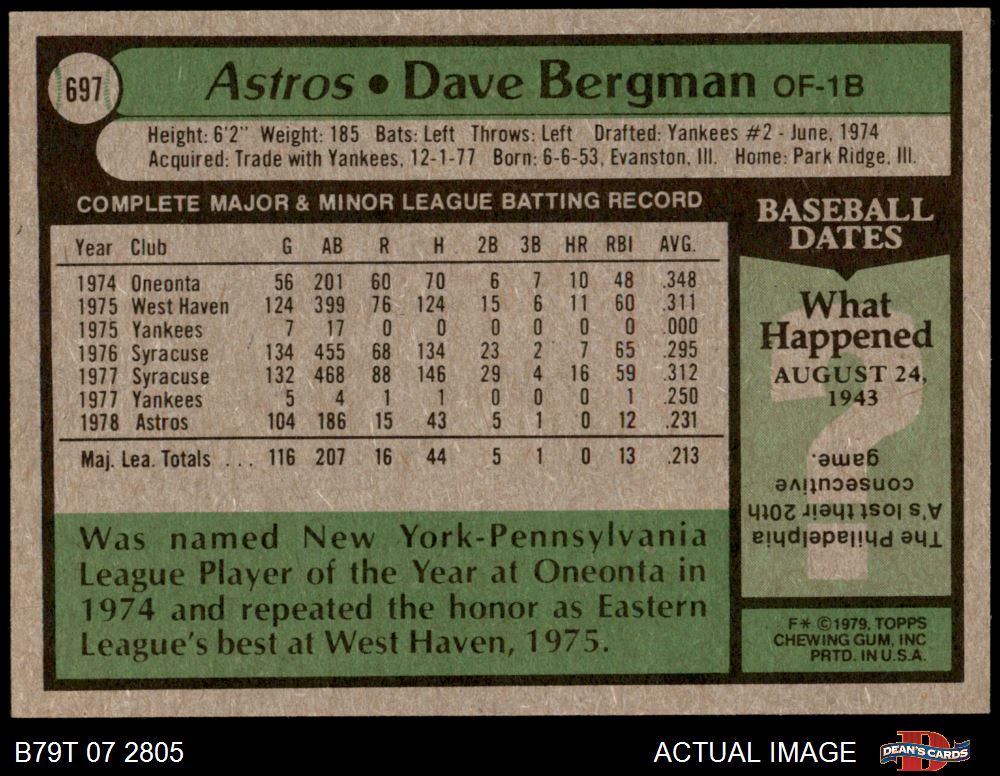 697
Astros • Dave Bergman OF-1B
Height: 6'2" Weight: 185 Bats: Left Throws: Left Drafted: Yankees #2 - June, 1974
Acquired: Trade with Yankees, 12-1-77 Born: 6-6-53, Evanston, Ill. Home: Park Ridge, Ill.
COMPLETE MAJOR & MINOR LEAGUE BATTING RECORD
Year Club G AB R H 2B 3B HR RBI AVG.
1974 Oneonta 56 201 60 70 6 7 10 48 .348
1975 West Haven 124 399 76 124 15 6 11 60 .311
1975 Yankees 7 17 0 0 0 0 0 0 .000
1976 Syracuse 134 455 68 134 23 2 7 65 .295
1977 Syracuse 132 468 88 146 29 4 16 59 .312
1977 Yankees 5 4 1 1 0 0 0 1 .250
1978 Astros 104 186 15 43 5 1 0 12 .231
Maj. Lea. Totals ... 116 207 16 44 5 1 0 13 .213
Was named New York-Pennsylvania
League Player of the Year at Oneonta in
1974 and repeated the honor as Eastern
League's best at West Haven, 1975.
BASEBALL
DATES
What
Happened
AUGUST 24,
1943
The Philadelphia
A's lost their 20th
consecutive
game.
F* ©1979, TOPPS
CHEWING GUM, INC
PRTD. IN U.S.A.
B79T 07 2805
ACTUAL IMAGE
D
DEAN'S CARDS